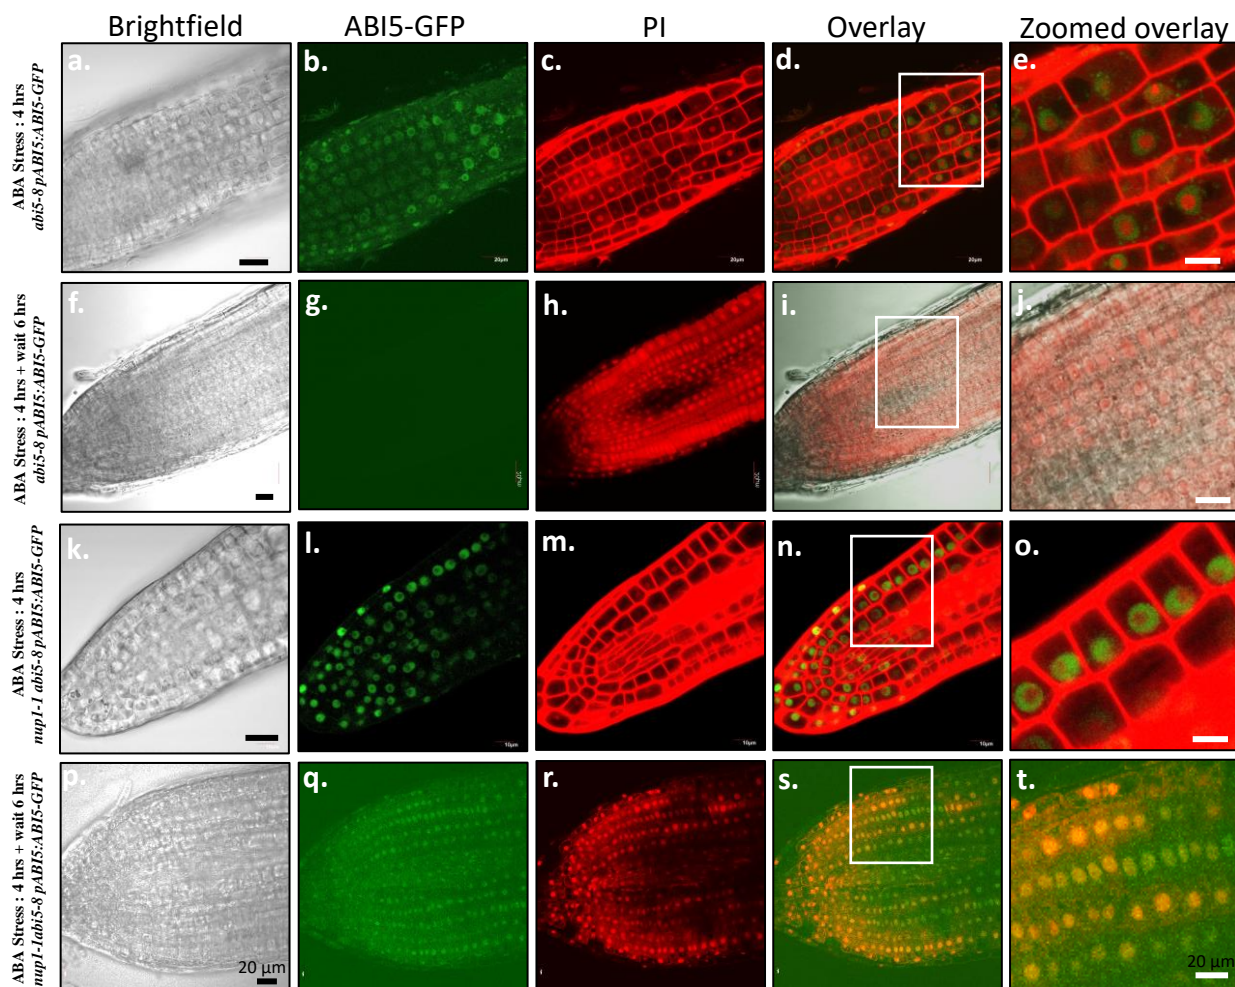 Brightfield ABI5-GFP PI Overlay Zoomed overlay
ABA Stress : 4 hrs
abi5-8 pABI5:ABI5-GFP
a. b. c. d. e.
20µm 20µm 20µm
ABA Stress : 4 hrs + wait 6 hrs
abi5-8 pABI5:ABI5-GFP
f. g. h. i. j.
ABA Stress : 4 hrs
nup1-1 abi5-8 pABI5:ABI5-GFP
k. l. m. n. o.
10µm 10µm 10µm
ABA Stress : 4 hrs + wait 6 hrs
nup1-1abi5-8 pABI5:ABI5-GFP
p. q. r. s. t.
20 µm 20 µm